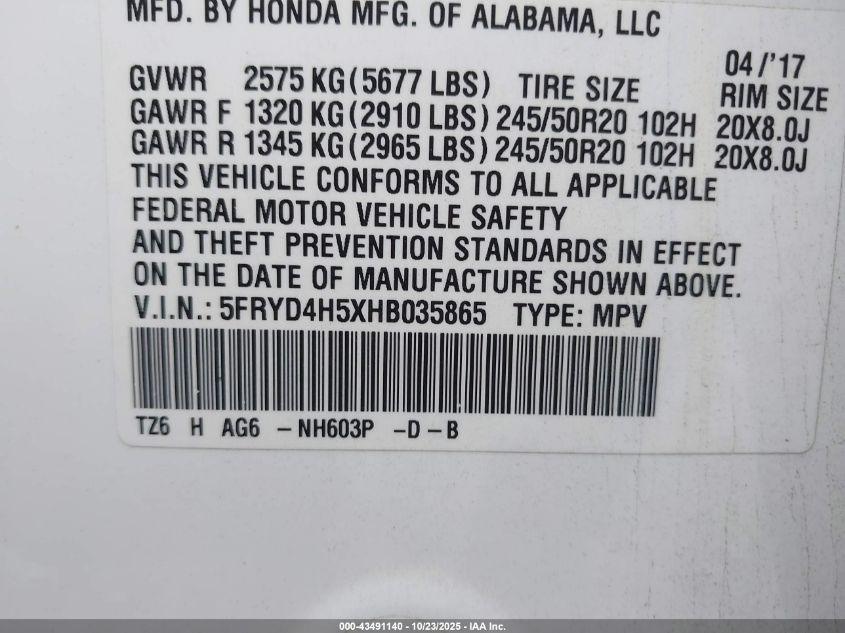 MFD. BY HONDA MFG. OF ALABAMA, LLC
04/'17
GVWR 2575 KG(5677 LBS) TIRE SIZE RIM SIZE
GAWR F 1320 KG(2910 LBS) 245/50R20 102H 20X8.0J
GAWR R 1345 KG(2965 LBS) 245/50R20 102H 20X8.0J
THIS VEHICLE CONFORMS TO ALL APPLICABLE
FEDERAL MOTOR VEHICLE SAFETY
AND THEFT PREVENTION STANDARDS IN EFFECT
ON THE DATE OF MANUFACTURE SHOWN ABOVE.
V.I.N.: 5FRYD4H5XHB035865 TYPE: MPV
TZ6 H AG6 –NH603P –D–B
000-43491140 - 10/23/2025 - IAA Inc.